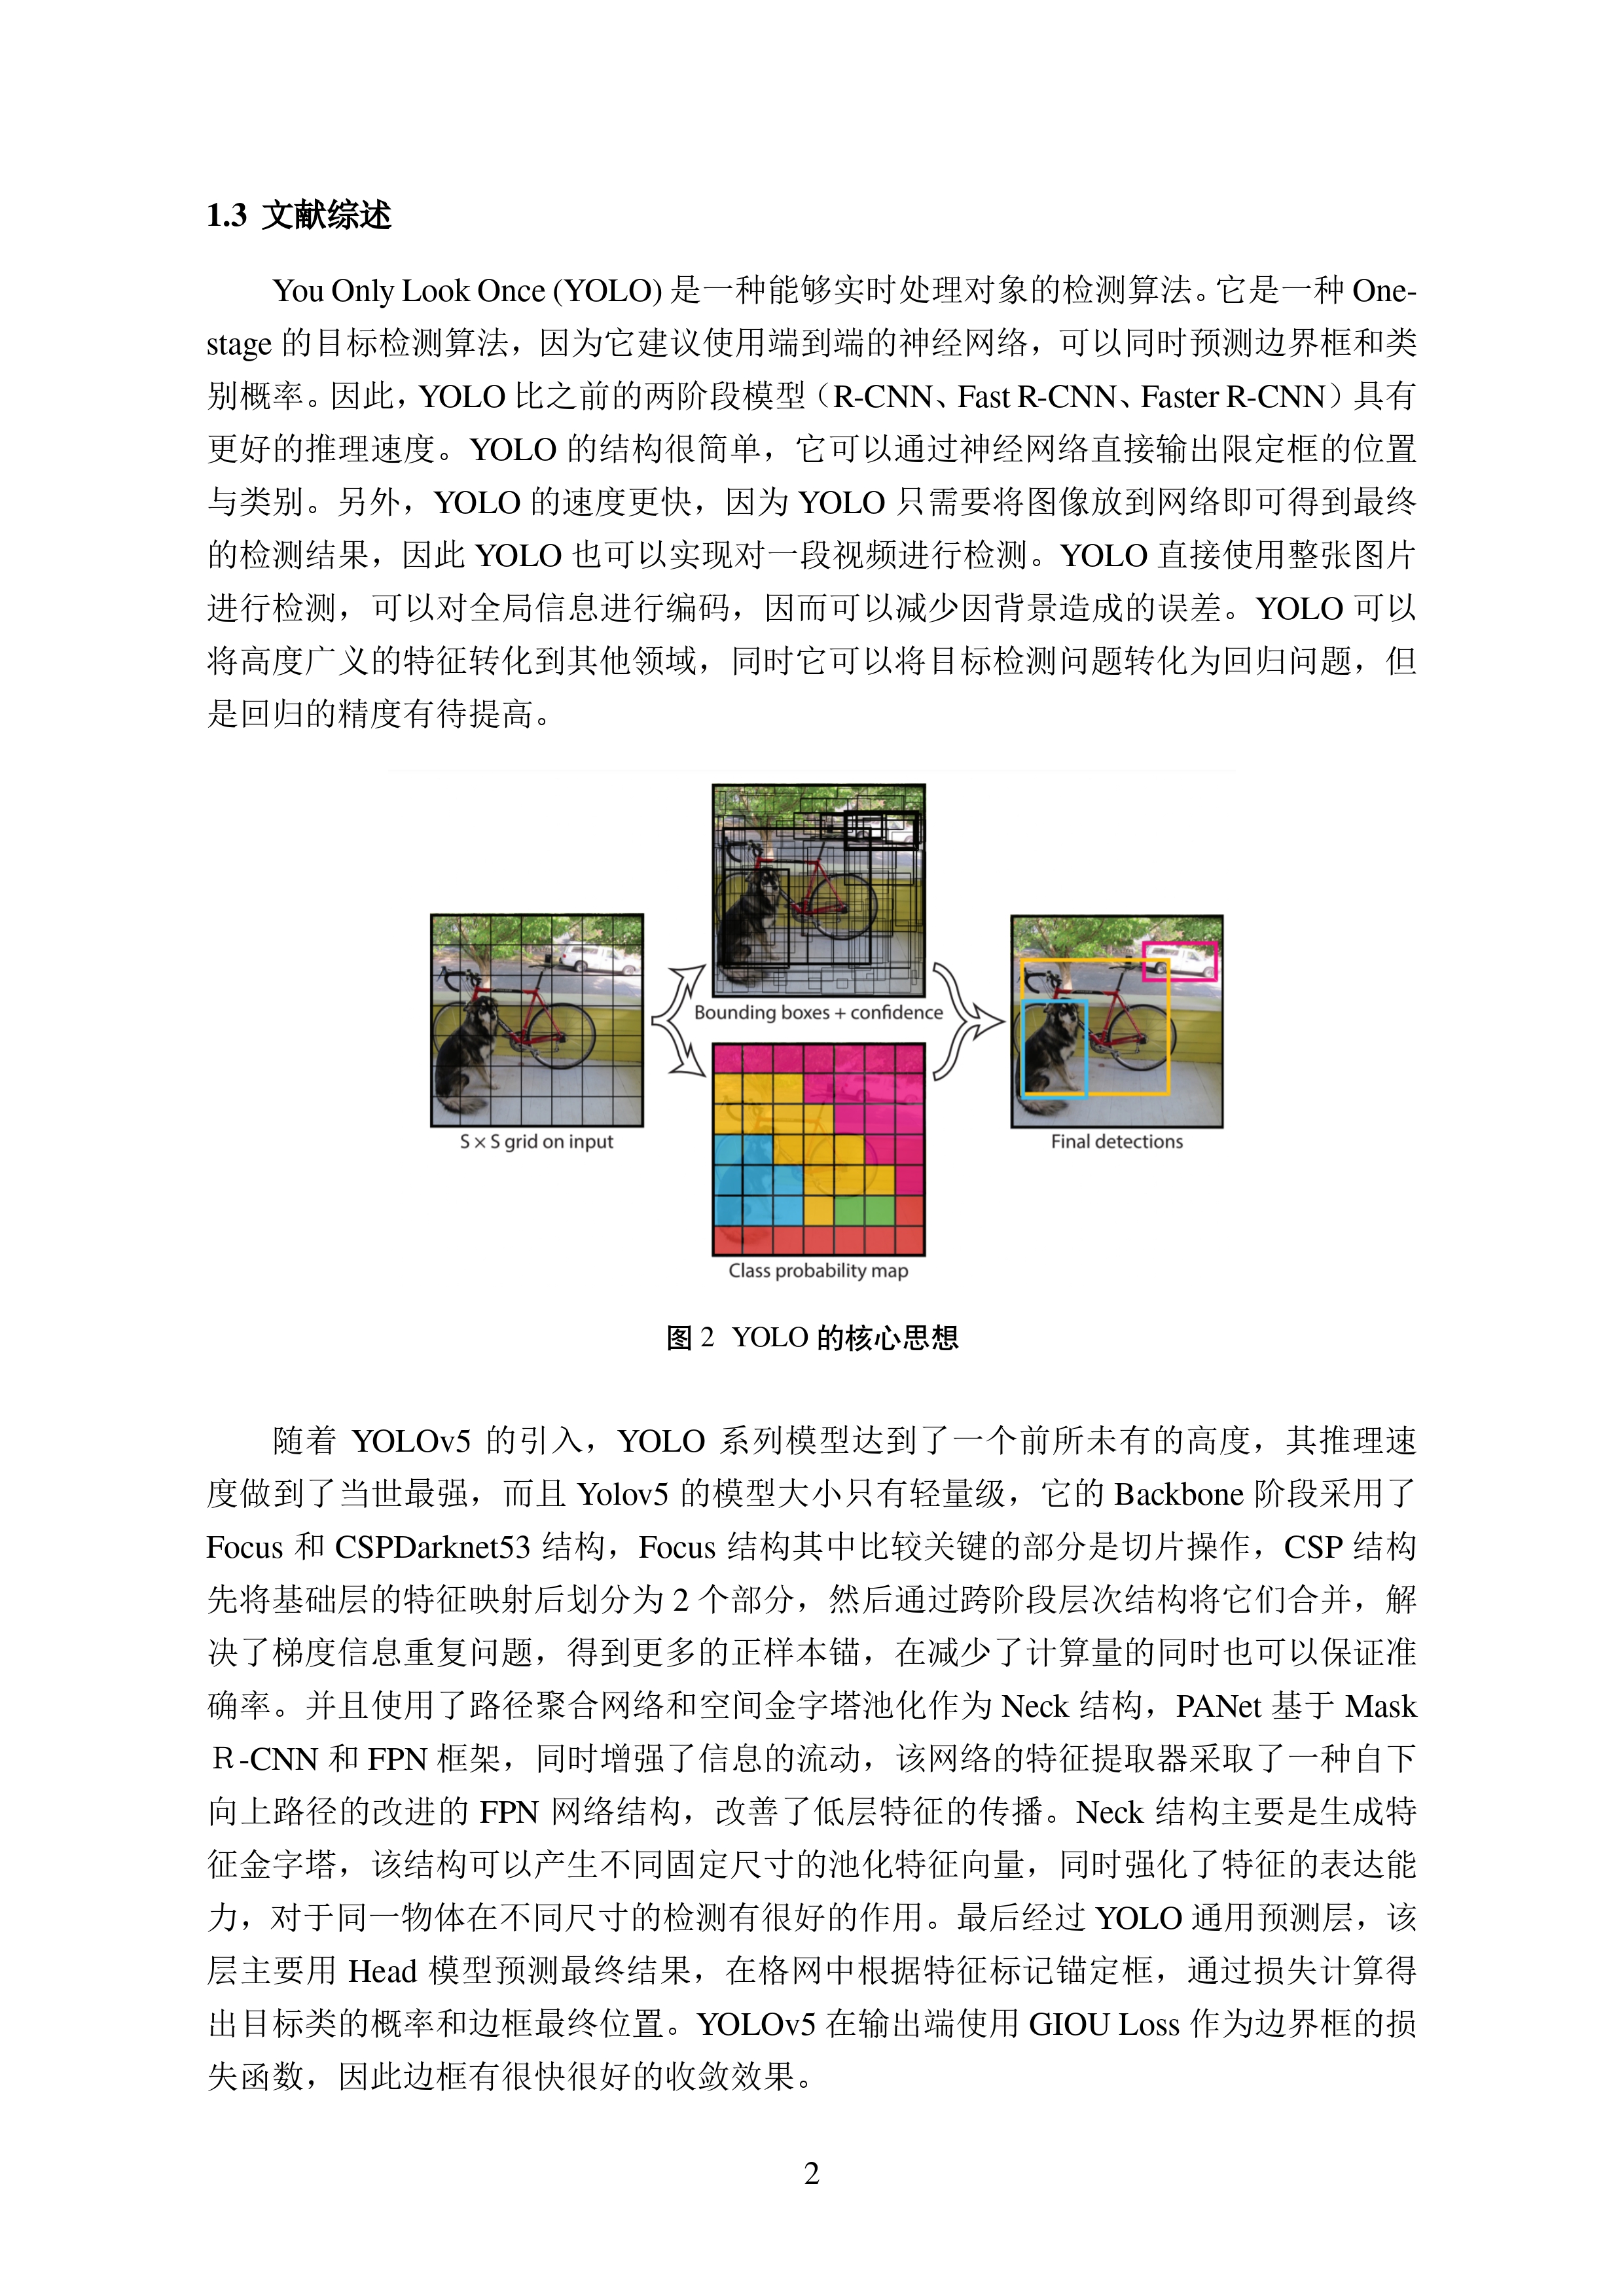 1.3 文献综述
You Only Look Once (YOLO) 是一种能够实时处理对象的检测算法。它是一种 One-
stage 的目标检测算法，因为它建议使用端到端的神经网络，可以同时预测边界框和类
别概率。因此，YOLO 比之前的两阶段模型（R-CNN、Fast R-CNN、Faster R-CNN）具有
更好的推理速度。YOLO 的结构很简单，它可以通过神经网络直接输出限定框的位置
与类别。另外，YOLO 的速度更快，因为 YOLO 只需要将图像放到网络即可得到最终
的检测结果，因此 YOLO 也可以实现对一段视频进行检测。YOLO 直接使用整张图片
进行检测，可以对全局信息进行编码，因而可以减少因背景造成的误差。YOLO 可以
将高度广义的特征转化到其他领域，同时它可以将目标检测问题转化为回归问题，但
是回归的精度有待提高。
S × S grid on input
Bounding boxes + confidence
Class probability map
Final detections
图 2 YOLO 的核心思想
随着 YOLOv5 的引入，YOLO 系列模型达到了一个前所未有的高度，其推理速
度做到了当世最强，而且 Yolov5 的模型大小只有轻量级，它的 Backbone 阶段采用了
Focus 和 CSPDarknet53 结构，Focus 结构其中比较关键的部分是切片操作，CSP 结构
先将基础层的特征映射后划分为 2 个部分，然后通过跨阶段层次结构将它们合并，解
决了梯度信息重复问题，得到更多的正样本锚，在减少了计算量的同时也可以保证准
确率。并且使用了路径聚合网络和空间金字塔池化作为 Neck 结构，PANet 基于 Mask
Ｒ-CNN 和 FPN 框架，同时增强了信息的流动，该网络的特征提取器采取了一种自下
向上路径的改进的 FPN 网络结构，改善了低层特征的传播。Neck 结构主要是生成特
征金字塔，该结构可以产生不同固定尺寸的池化特征向量，同时强化了特征的表达能
力，对于同一物体在不同尺寸的检测有很好的作用。最后经过 YOLO 通用预测层，该
层主要用 Head 模型预测最终结果，在格网中根据特征标记锚定框，通过损失计算得
出目标类的概率和边框最终位置。YOLOv5 在输出端使用 GIOU Loss 作为边界框的损
失函数，因此边框有很快很好的收敛效果。
2